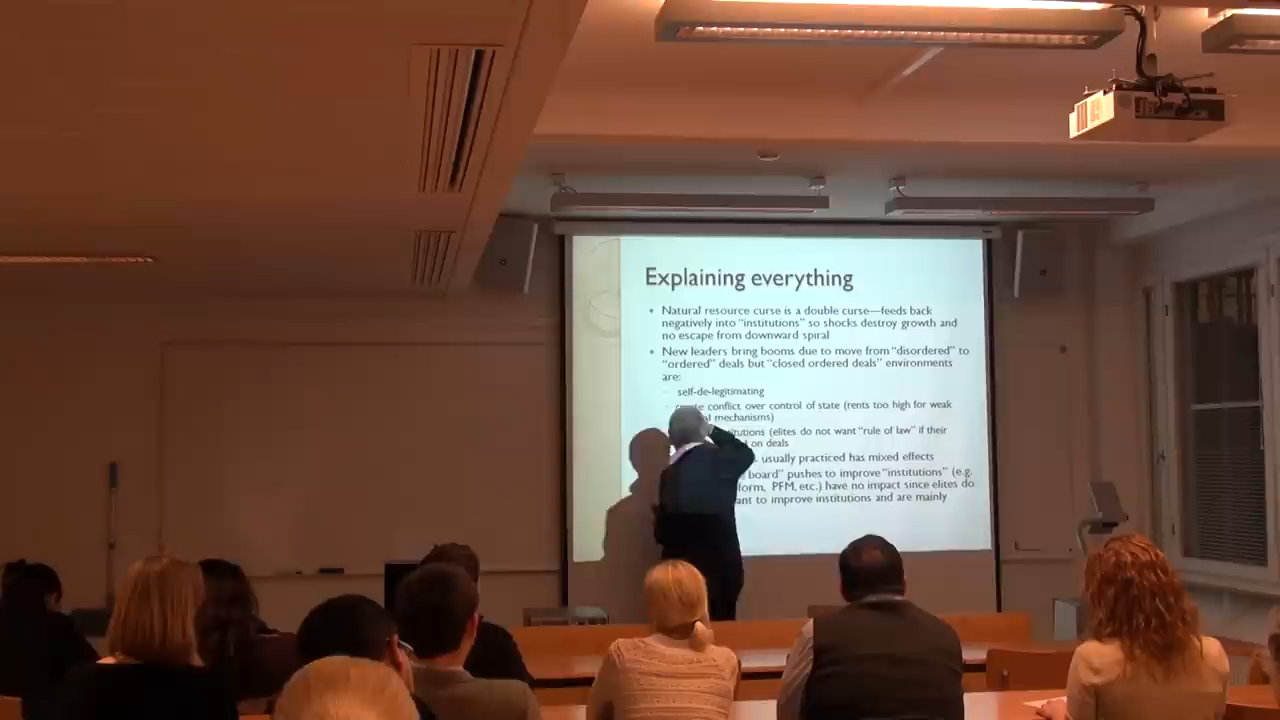 Explaining everything
Natural resource curse is a double curse—feeds back
negatively into "institutions" so shocks destroy growth and
no escape from downward spiral
New leaders bring booms due to move from "disordered" to
"ordered" deals but "closed ordered deals" environments
are:
self-de-legitimating
conflict over control of state (rents too high for weak
mechanisms)
(elites do not want "rule of law" if their
on deals
usually practiced has mixed effects
board" pushes to improve "institutions" (e.g.
PFM, etc.) have no impact since elites do
to improve institutions and are mainly